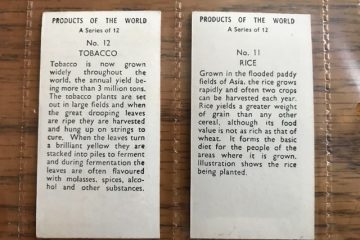 PRODUCTS OF THE WORLD
A Series of 12
No. 12
TOBACCO
Tobacco is now grown
widely throughout the
world, the annual yield be-
ing more than 3 million tons.
The tobacco plants are set
out in large fields and when
the great drooping leaves
are ripe they are harvested
and hung up on strings to
cure. When the leaves turn
a brilliant yellow they are
stacked into piles to ferment
and during fermentation the
leaves are often flavoured
with molasses, spices, alco-
hol and other substances.
PRODUCTS OF THE WORLD
A Series of 12
No. 11
RICE
Grown in the flooded paddy
fields of Asia, the rice grows
rapidly and often two crops
can be harvested each year.
Rice yields a greater weight
of grain than any other
cereal, although its food
value is not as rich as that of
wheat. It forms the basic
diet for the people of the
areas where it is grown.
Illustration shows the rice
being planted.